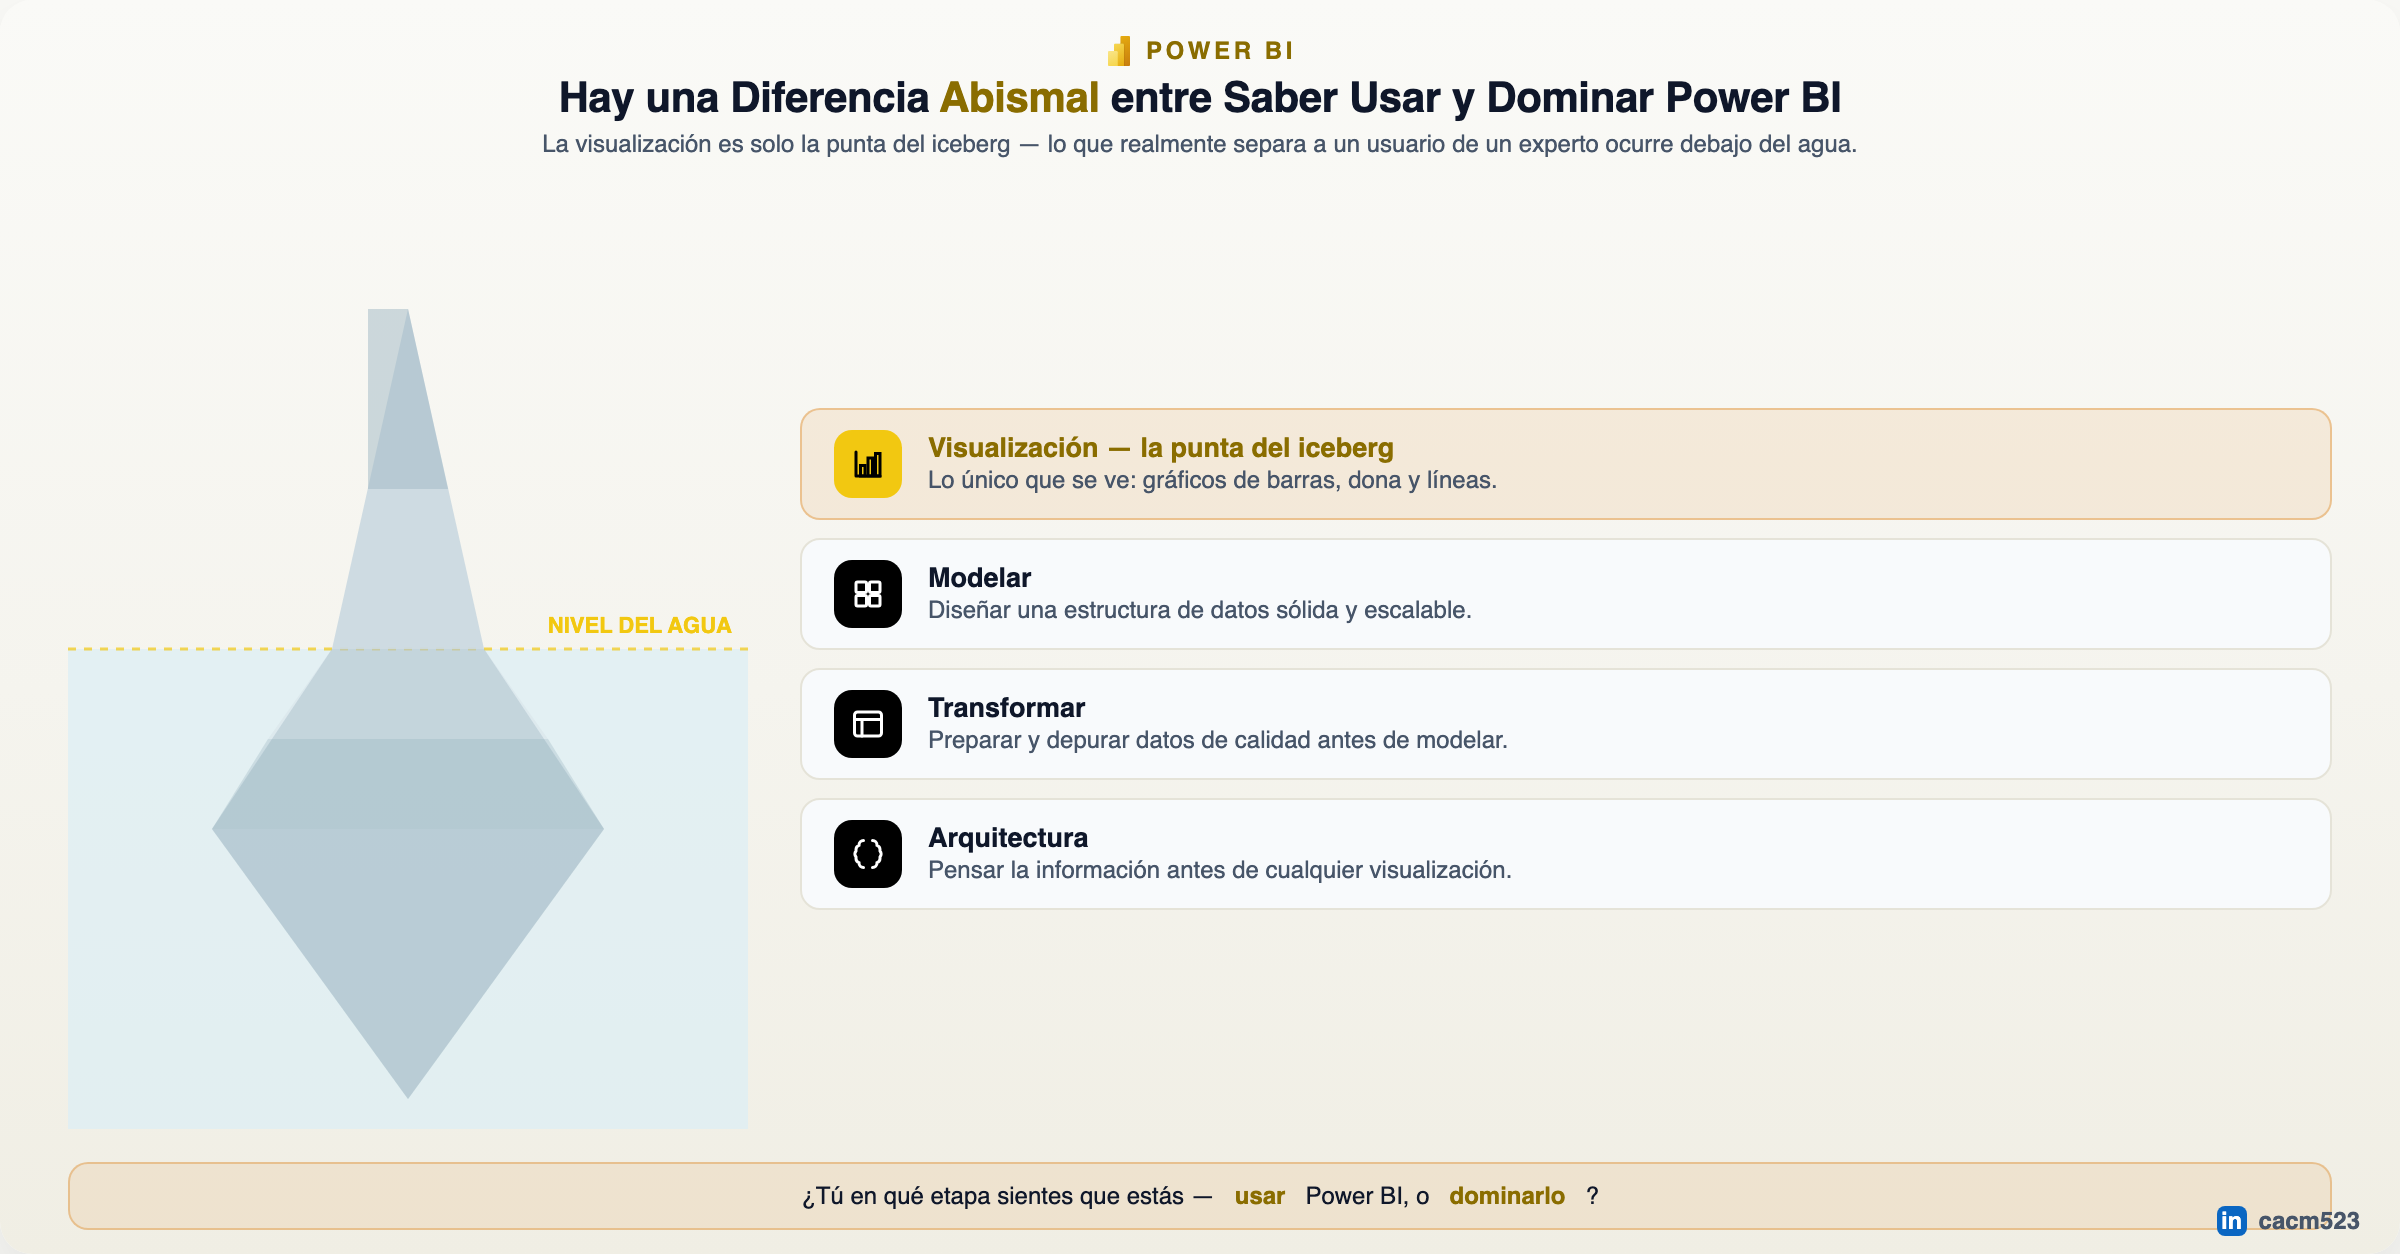 POWER BI
Hay una Diferencia Abismal entre Saber Usar y Dominar Power BI
La visualización es solo la punta del iceberg — lo que realmente separa a un usuario de un experto ocurre debajo del agua.
NIVEL DEL AGUA
Visualización — la punta del iceberg
Lo único que se ve: gráficos de barras, dona y líneas.
Modelar
Diseñar una estructura de datos sólida y escalable.
Transformar
Preparar y depurar datos de calidad antes de modelar.
Arquitectura
Pensar la información antes de cualquier visualización.
¿Tú en qué etapa sientes que estás — usar Power BI, o dominarlo ?
in cacm523